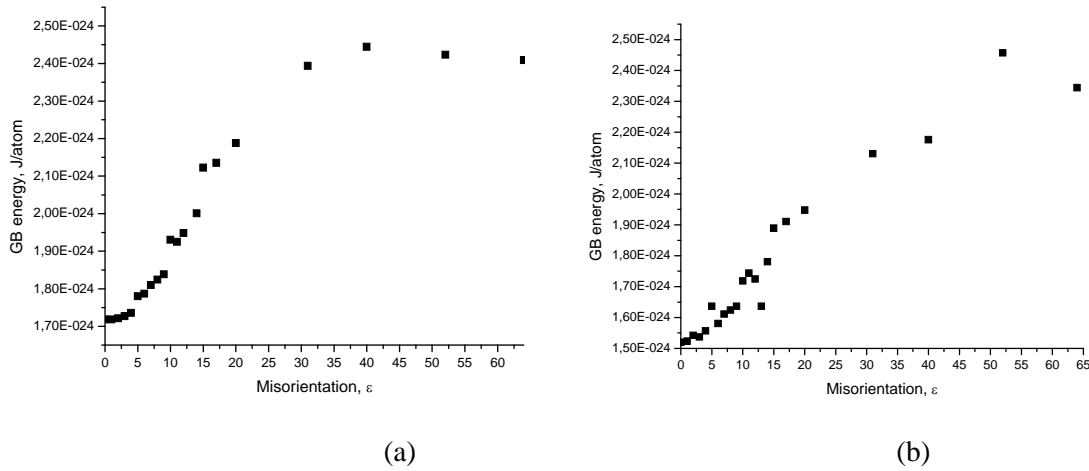 2,50E-024
2,40E-024
2,30E-024
2,20E-024
2,10E-024
2,00E-024
1,90E-024
1,80E-024
1,70E-024
GB energy, J/atom
0 5 10 15 20 25 30 35 40 45 50 55 60
Misorientation, ε
(a)
2,50E-024
2,40E-024
2,30E-024
2,20E-024
2,10E-024
2,00E-024
1,90E-024
1,80E-024
1,70E-024
1,60E-024
1,50E-024
GB energy, J/atom
0 5 10 15 20 25 30 35 40 45 50 55 60 65
Misorientation, ε
(b)